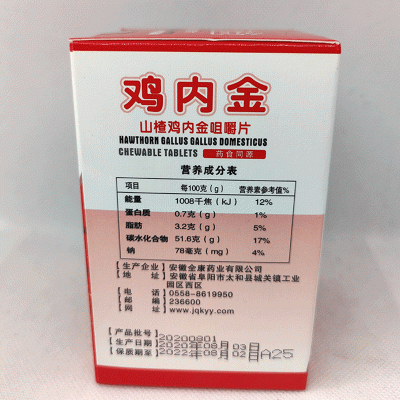 鸡内金
山楂鸡内金咀嚼片
HAWTHORN GALLUS GALLUS DOMESTICUS
CHEWABLE TABLETS 药食同源
营养成分表
项目 每100克(g) 营养素参考值%
能量 1008千焦(kJ) 12%
蛋白质 0.7克(g) 1%
脂肪 3.2克(g) 5%
碳水化合物 51.6克(g) 17%
钠 78毫克(mg) 4%
【生产企业】安徽金康药业有限公司
【地址】安徽省阜阳市太和县城关镇工业
园区西区
【电话】0558-8619950
【邮编】236600
【网址】www.jqkyy.com
【产品批号】20200801
【生产日期】2020年08月03日
【保质期至】2022年08月02日A25